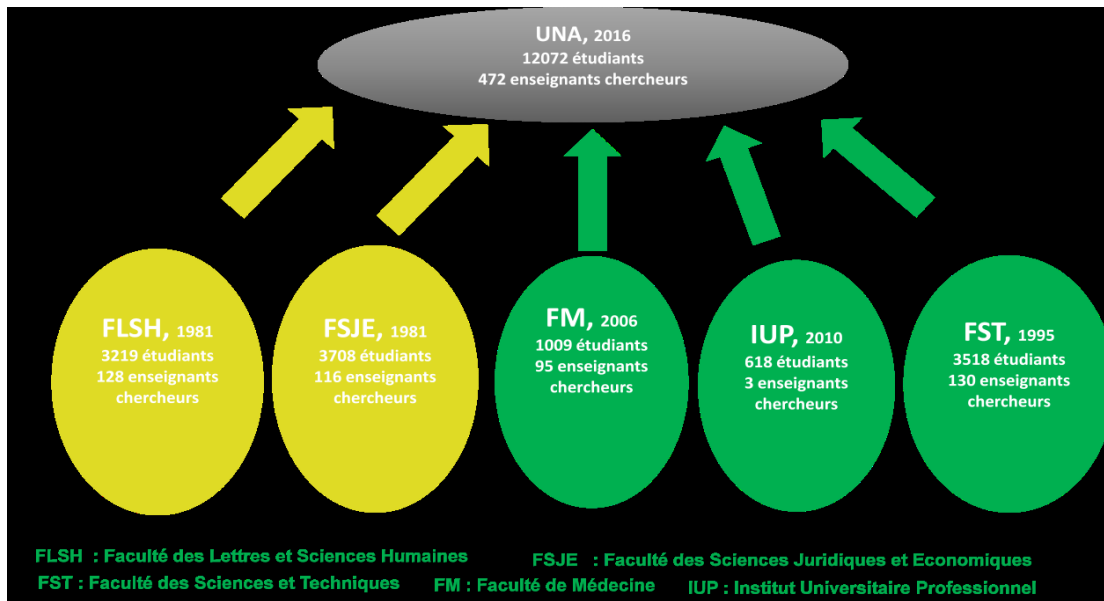 UNA, 2016
12072 étudiants
472 enseignants chercheurs
FLSH, 1981
3219 étudiants
128 enseignants
chercheurs
FSJE, 1981
3708 étudiants
116 enseignants
chercheurs
FM, 2006
1009 étudiants
95 enseignants
chercheurs
IUP, 2010
618 étudiants
3 enseignants
chercheurs
FST, 1995
3518 étudiants
130 enseignants
chercheurs
FLSH : Faculté des Lettres et Sciences Humaines
FSJE : Faculté des Sciences Juridiques et Economiques
FST : Faculté des Sciences et Techniques
FM : Faculté de Médecine
IUP : Institut Universitaire Professionnel